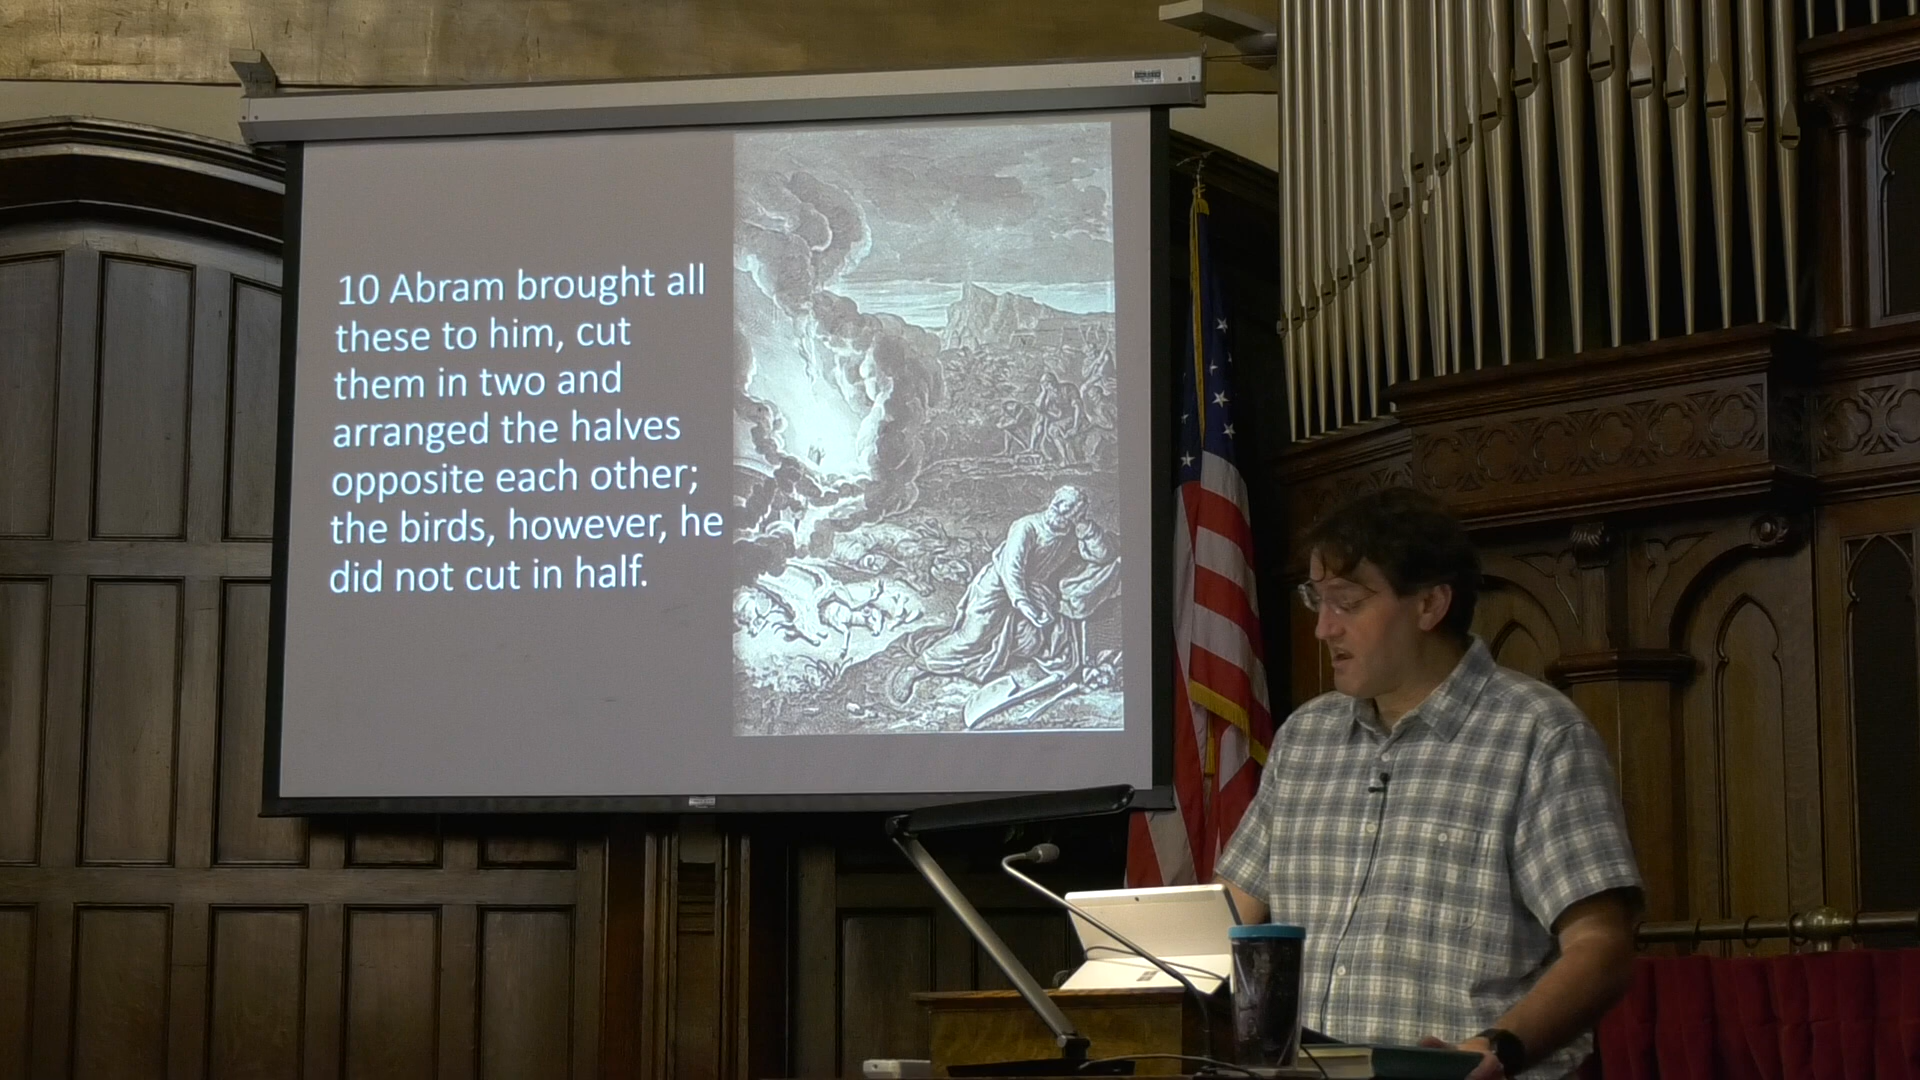 10 Abram brought all
these to him, cut
them in two and
arranged the halves
opposite each other;
the birds, however, he
did not cut in half.